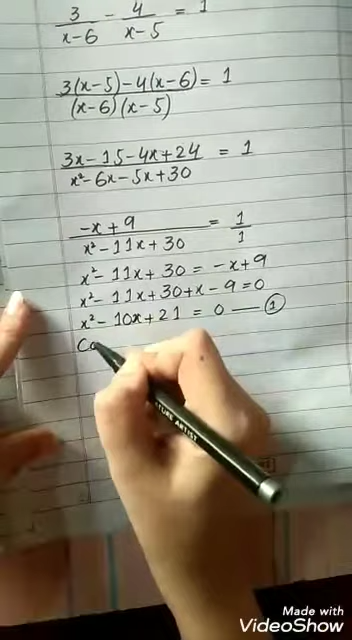 3/(x-6) - 4/(x-5) = 1
3(x-5)-4(x-6)/(x-6)(x-5) = 1
3x-15-4x+24/x²-6x-5x+30 = 1
-x+9/x²-11x+30 = 1/1
x²-11x+30 = -x+9
x²-11x+30+x-9=0
x²-10x+21 = 0 — ①
Co
Made with
VideoShow